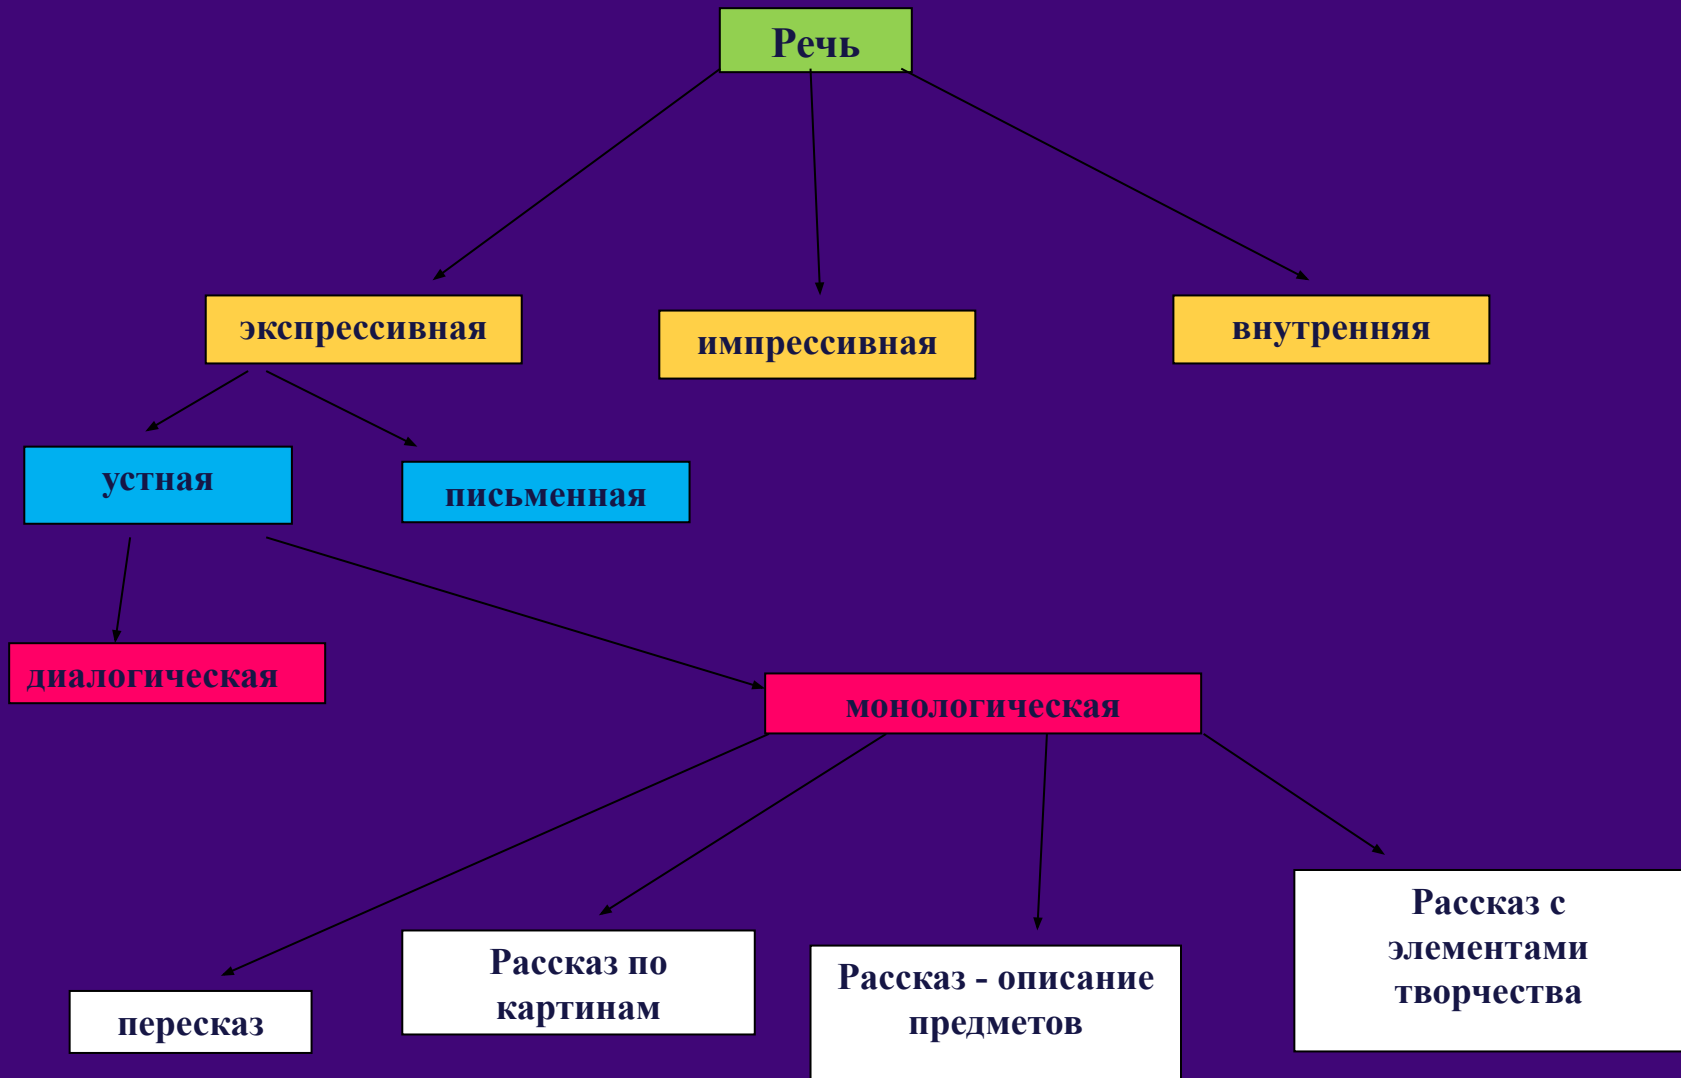 Речь
экспрессивная
импрессивная
внутренняя
устная
письменная
диалогическая
монологическая
пересказ
Рассказ по
картинам
Рассказ - описание
предметов
Рассказ с
элементами
творчества